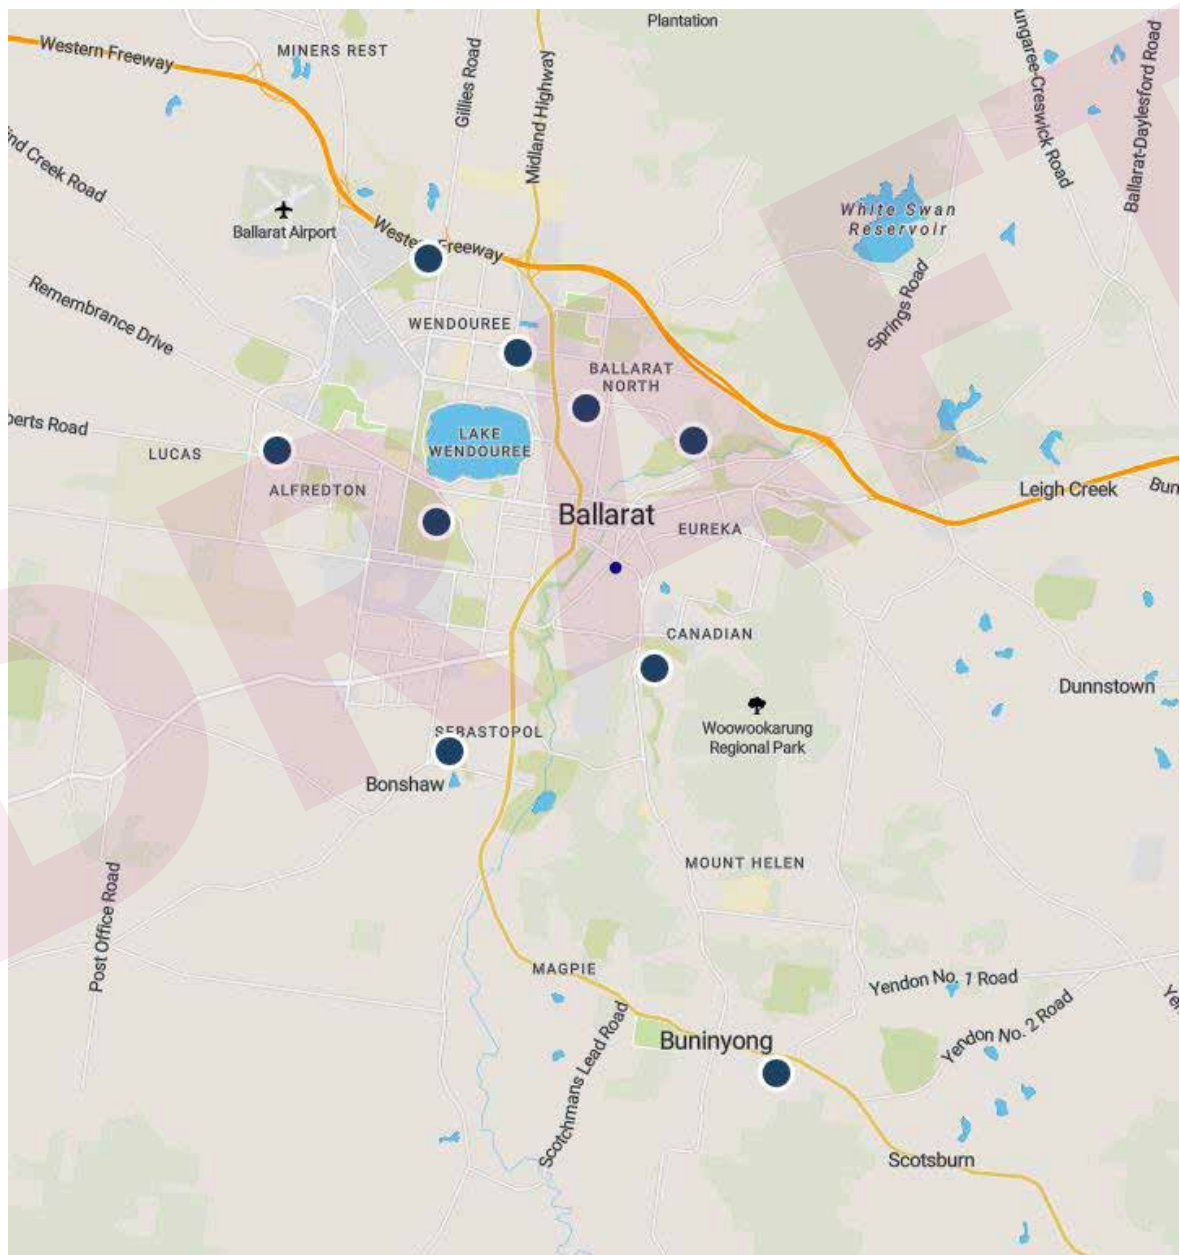 Plantation
Western Freeway
MINERS REST
Gillies Road
Midland Highway
ungaree-Creswick Road
Ballarat-Daylesford Road
ind Creek Road
Ballarat Airport
Western Freeway
White Swan
Reservoir
Springs Road
Remembrance Drive
WENDOUREE
BALLARAT
NORTH
perts Road
LUCAS
LAKE
WENDOUREE
ALFREDTON
Leigh Creek
Bun
Ballarat
EUREKA
CANADIAN
Dunnstown
Woowookarung
Regional Park
SEBASTOPOL
Bonshaw
MOUNT HELEN
Post Office Road
MAGPIE
Yendon No. 1 Road
Yen
Yendon No. 2 Road
Scotchmans Lead Road
Buninyong
Scotsburn
DRAFT